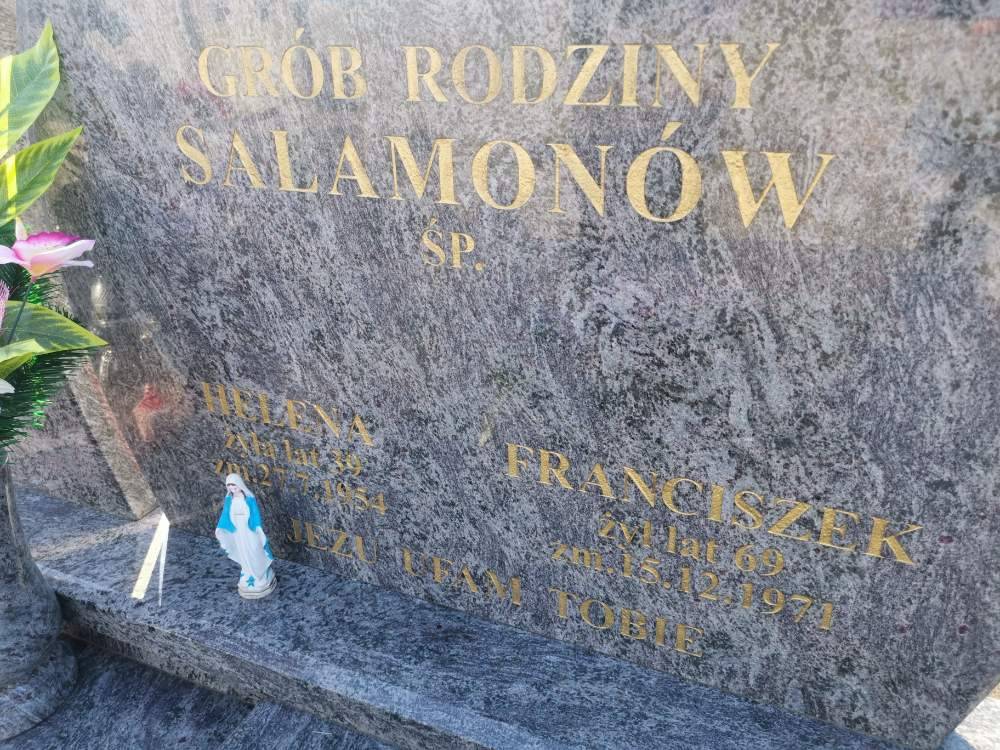 GRÓB RODZINY
SALAMONÓW
ŚP.
HELENA
żyła lat 39
zm.27.7.1954
FRANCISZEK
żył lat 69
zm.15.12.1971
JEZU UFAM TOBIE